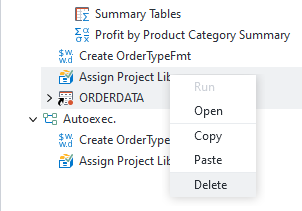 Summary Tables
Profit by Product Category Summary
Create OrderTypeFmt
Assign Project Lib
ORDERDATA
Autoexec.
Create OrderType
Assign Project Lib
Run
Open
Copy
Paste
Delete